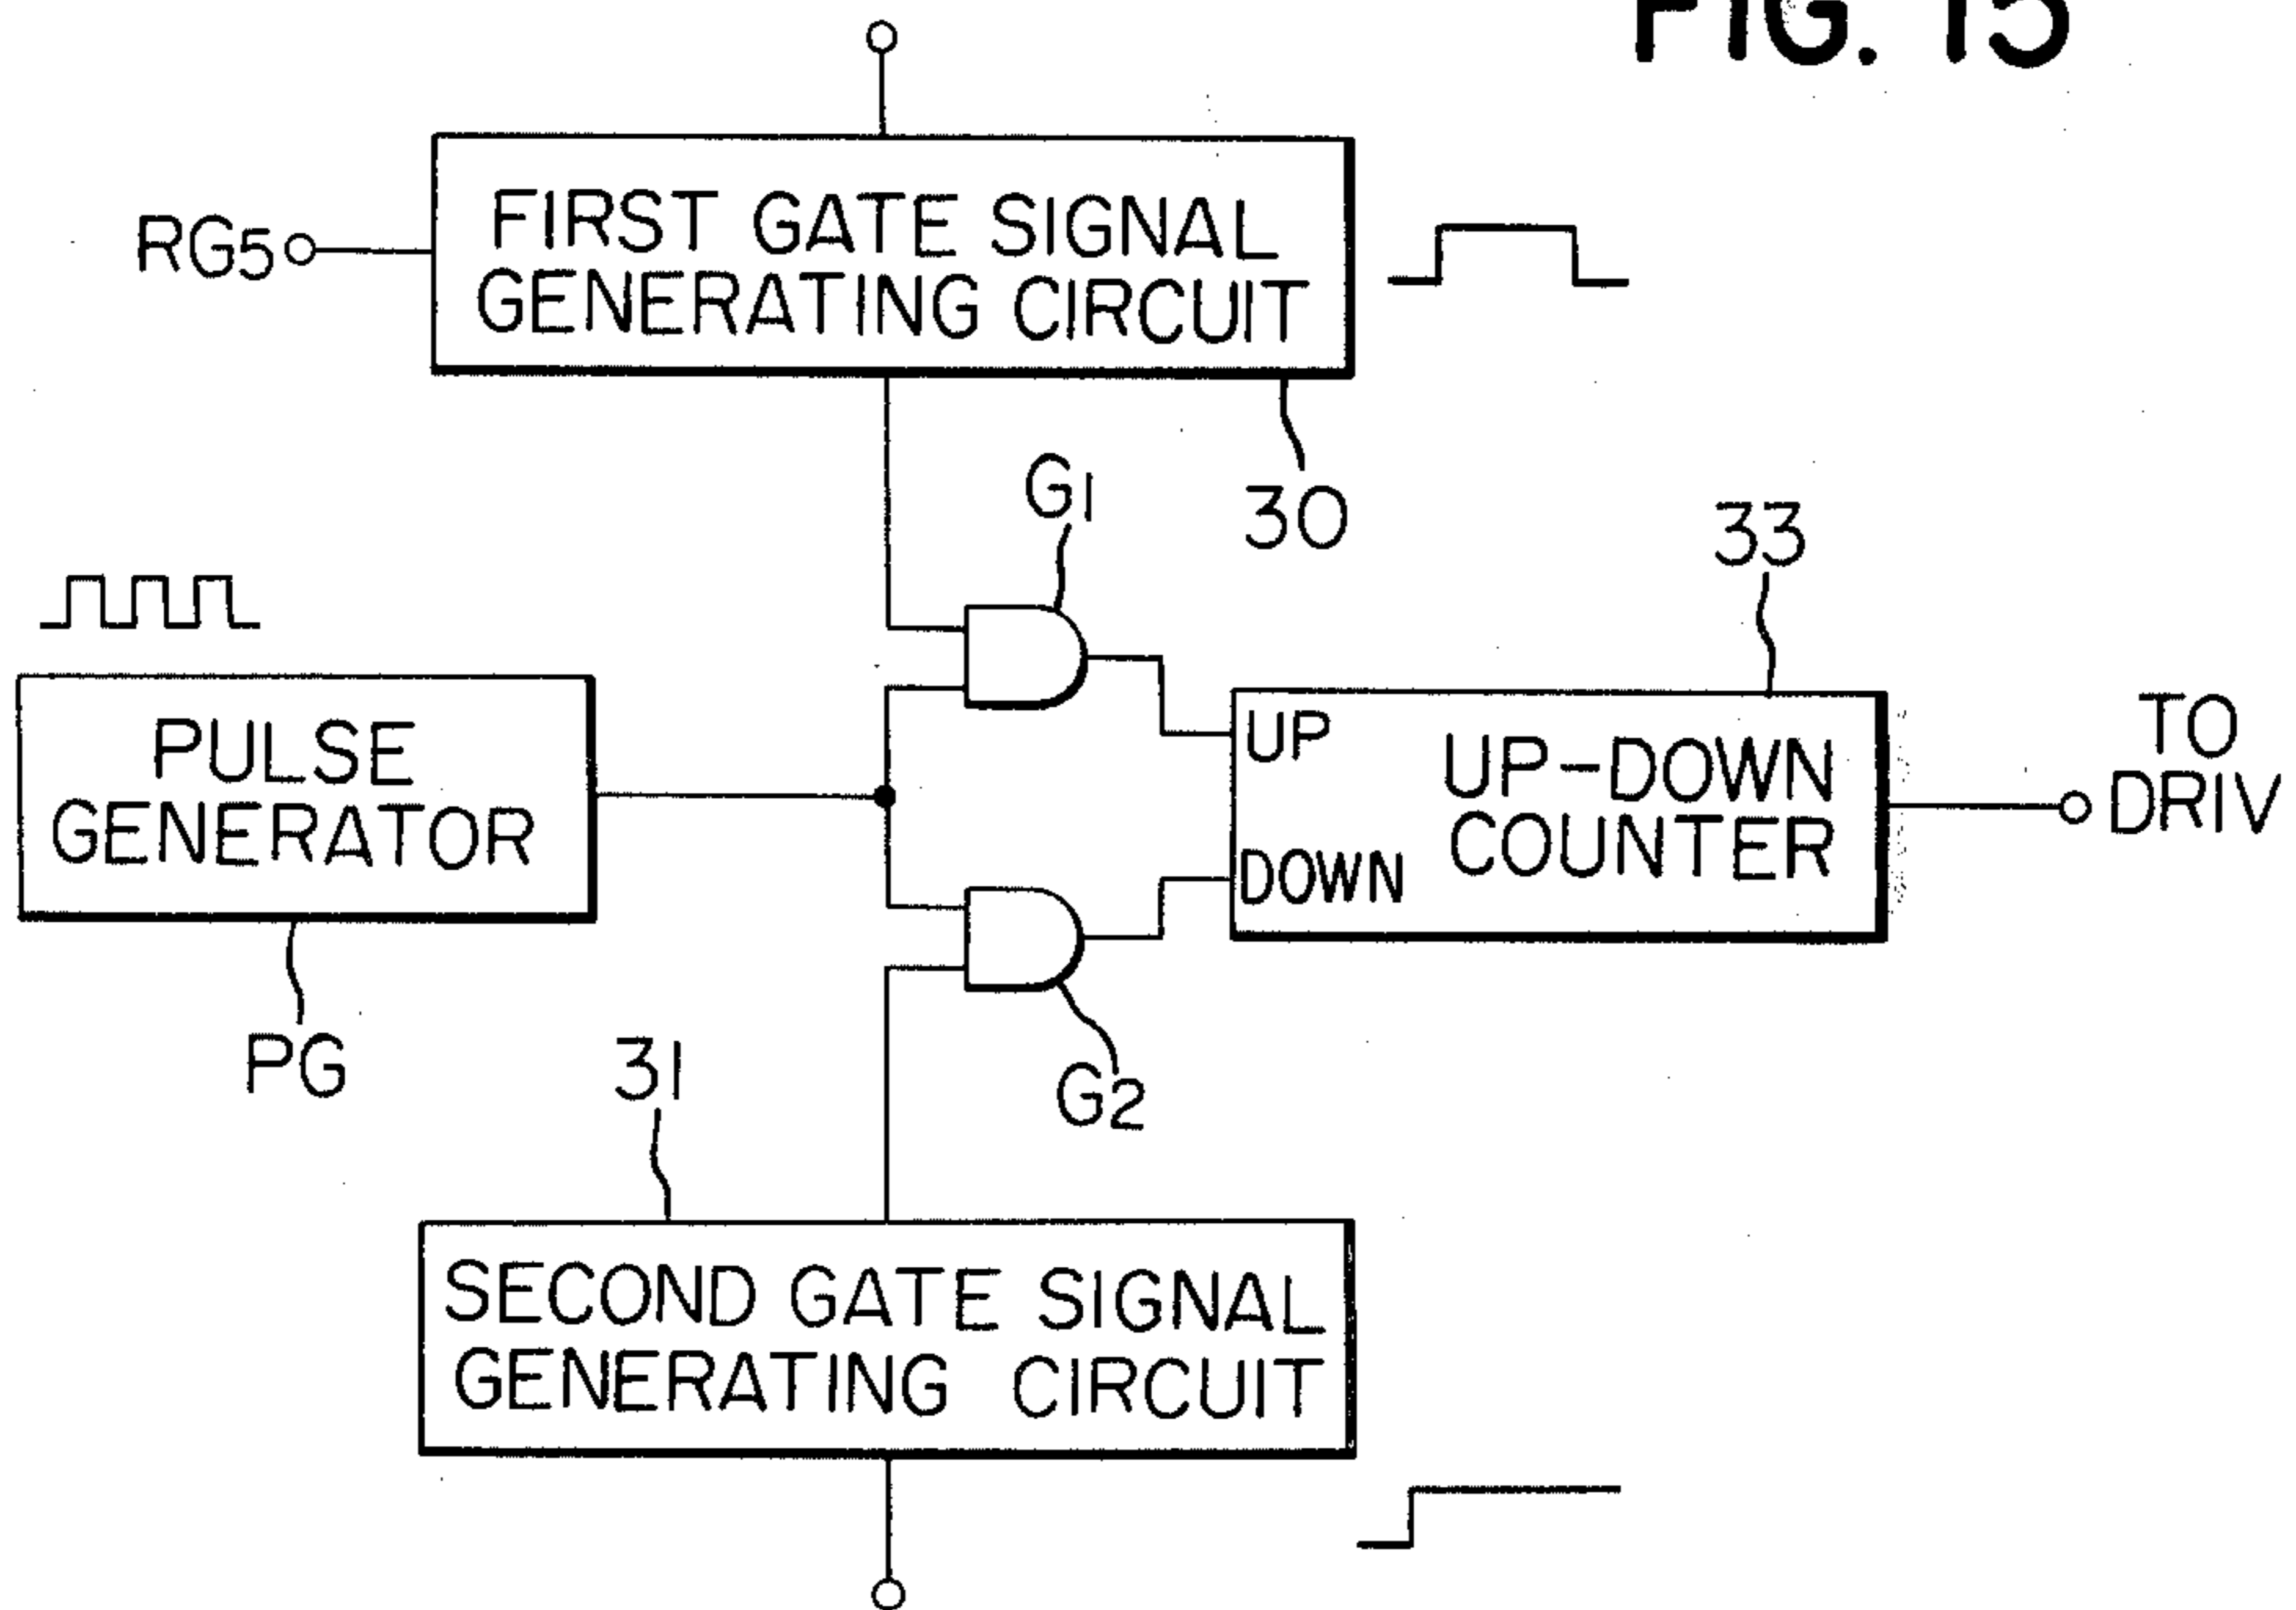 FIG. 15
RG5
FIRST GATE SIGNAL
GENERATING CIRCUIT
30
G1
33
PULSE
GENERATOR
PG
UP
DOWN
UP-DOWN
COUNTER
TO
DRIV
G2
31
SECOND GATE SIGNAL
GENERATING CIRCUIT